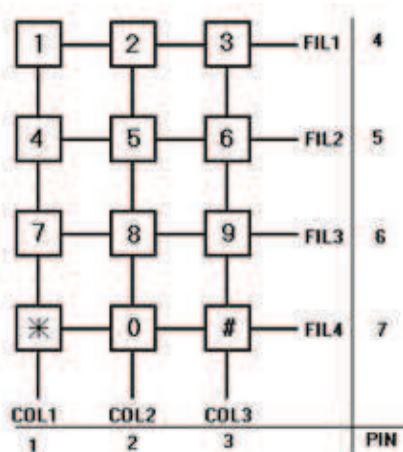 1 2 3 FIL1 4
4 5 6 FIL2 5
7 8 9 FIL3 6
* 0 # FIL4 7
COL1 COL2 COL3
1 2 3 PIN